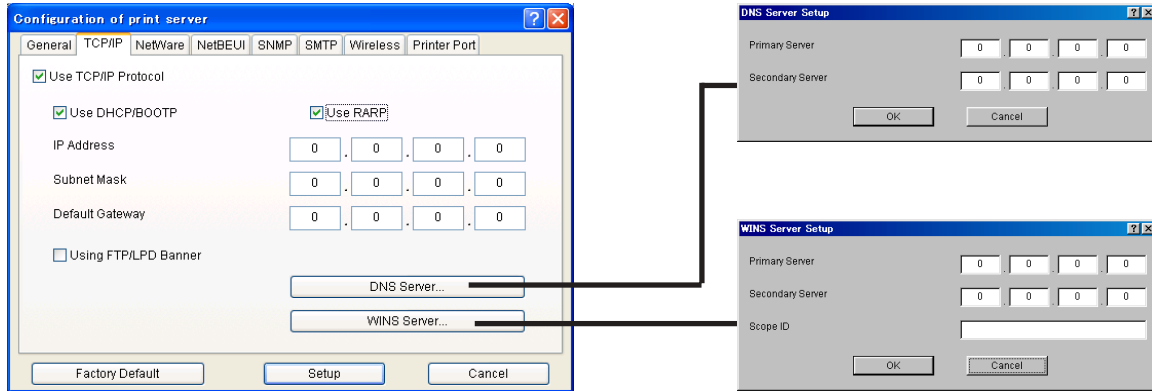 Configuration of print server
General TCP/IP NetWare NetBEUI SNMP SMTP Wireless Printer Port
Use TCP/IP Protocol
Use DHCP/BOOTP Use RARP
IP Address 0 . 0 . 0 . 0
Subnet Mask 0 . 0 . 0 . 0
Default Gateway 0 . 0 . 0 . 0
Using FTP/LPD Banner
DNS Server...
WINS Server...
Factory Default Setup Cancel
DNS Server Setup
Primary Server 0 . 0 . 0 . 0
Secondary Server 0 . 0 . 0 . 0
OK Cancel
WINS Server Setup
Primary Server 0 . 0 . 0 . 0
Secondary Server 0 . 0 . 0 . 0
Scope ID
OK Cancel